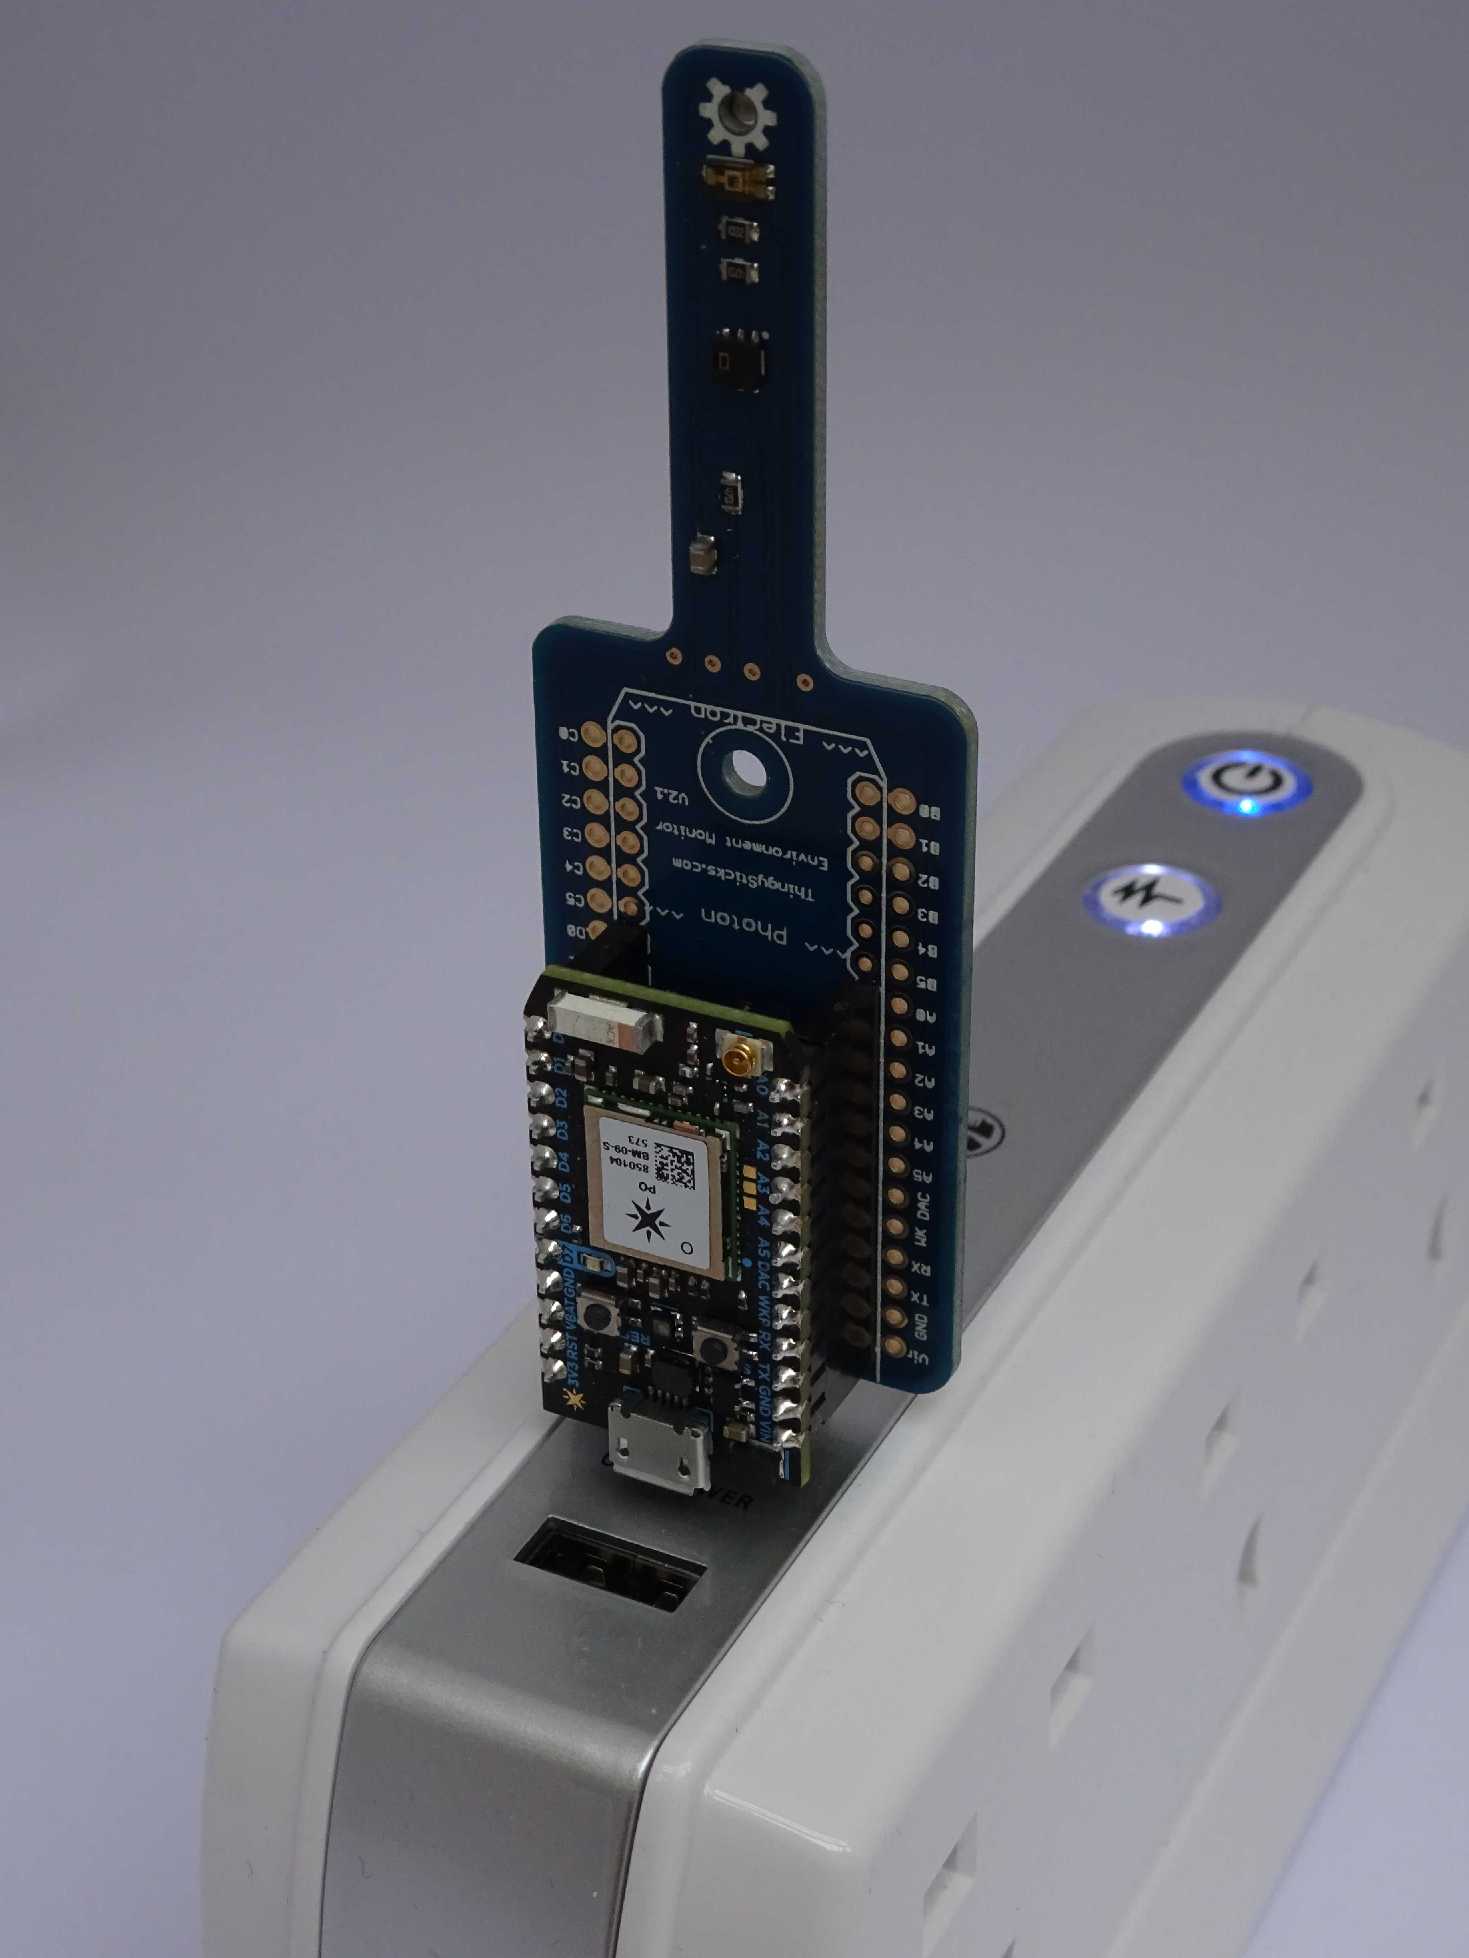 Electron
V2.1
Environment Monitor
ThingySticks.com
Photon
C0
C1
C2
C3
C4
C5
D0
B0
B1
B2
B3
B4
B5
A0
A1
A2
A3
A4
A5
DAC
WK
RX
TX
GND
Vin
D1
D2
D3
D4
D5
D6
D7
GND
VBAT
RST
3V3
A0
A1
A2
A3
A4
A5
DAC
WKP
RX
TX
GND
VIN
P0
850104
BM-09-S
573